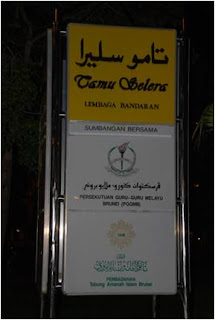 تامو سليرا
Tamu Selera
LEMBAGA BANDARAN
SUMBANGAN BERSAMA
PERSEKUTUAN GURU-GURU MELAYU
BRUNEI (PGGMB)
PERBADANAN
Tabung Amanah Islam Brunei